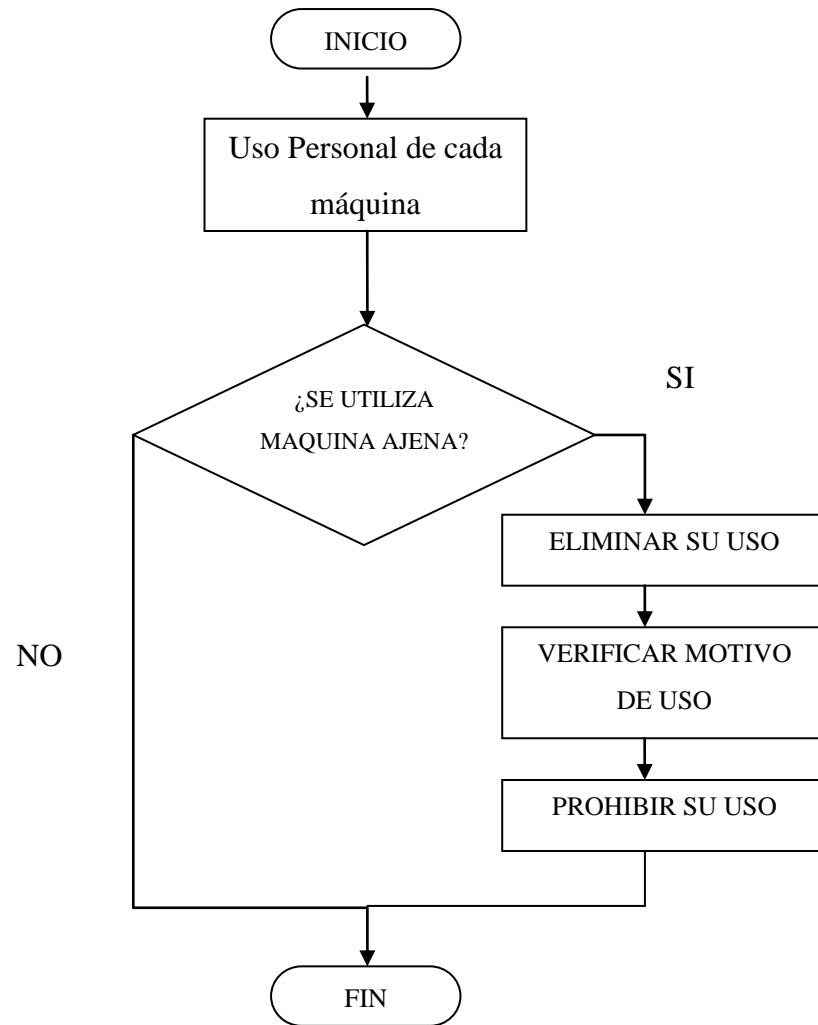 INICIO
Uso Personal de cada
máquina
¿SE UTILIZA
MAQUINA AJENA?
SI
ELIMINAR SU USO
VERIFICAR MOTIVO
DE USO
NO
PROHIBIR SU USO
FIN